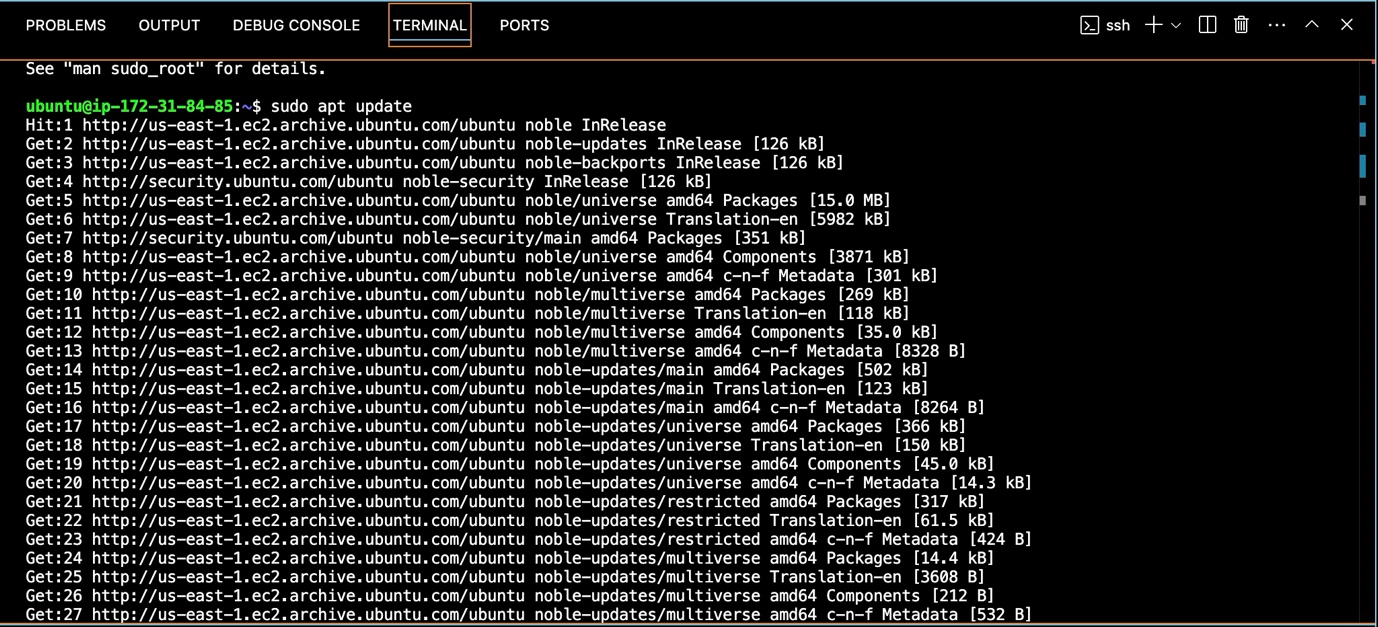 PROBLEMS OUTPUT DEBUG CONSOLE TERMINAL PORTS ssh
See "man sudo_root" for details.
ubuntu@ip-172-31-84-85:~$ sudo apt update
Hit:1 http://us-east-1.ec2.archive.ubuntu.com/ubuntu noble InRelease
Get:2 http://us-east-1.ec2.archive.ubuntu.com/ubuntu noble-updates InRelease [126 kB]
Get:3 http://us-east-1.ec2.archive.ubuntu.com/ubuntu noble-backports InRelease [126 kB]
Get:4 http://security.ubuntu.com/ubuntu noble-security InRelease [126 kB]
Get:5 http://us-east-1.ec2.archive.ubuntu.com/ubuntu noble/universe amd64 Packages [15.0 MB]
Get:6 http://us-east-1.ec2.archive.ubuntu.com/ubuntu noble/universe Translation-en [5982 kB]
Get:7 http://security.ubuntu.com/ubuntu noble-security/main amd64 Packages [351 kB]
Get:8 http://us-east-1.ec2.archive.ubuntu.com/ubuntu noble/universe amd64 Components [3871 kB]
Get:9 http://us-east-1.ec2.archive.ubuntu.com/ubuntu noble/universe amd64 c-n-f Metadata [301 kB]
Get:10 http://us-east-1.ec2.archive.ubuntu.com/ubuntu noble/multiverse amd64 Packages [269 kB]
Get:11 http://us-east-1.ec2.archive.ubuntu.com/ubuntu noble/multiverse Translation-en [118 kB]
Get:12 http://us-east-1.ec2.archive.ubuntu.com/ubuntu noble/multiverse amd64 Components [35.0 kB]
Get:13 http://us-east-1.ec2.archive.ubuntu.com/ubuntu noble/multiverse amd64 c-n-f Metadata [8328 B]
Get:14 http://us-east-1.ec2.archive.ubuntu.com/ubuntu noble-updates/main amd64 Packages [502 kB]
Get:15 http://us-east-1.ec2.archive.ubuntu.com/ubuntu noble-updates/main Translation-en [123 kB]
Get:16 http://us-east-1.ec2.archive.ubuntu.com/ubuntu noble-updates/main amd64 c-n-f Metadata [8264 B]
Get:17 http://us-east-1.ec2.archive.ubuntu.com/ubuntu noble-updates/universe amd64 Packages [366 kB]
Get:18 http://us-east-1.ec2.archive.ubuntu.com/ubuntu noble-updates/universe Translation-en [150 kB]
Get:19 http://us-east-1.ec2.archive.ubuntu.com/ubuntu noble-updates/universe amd64 Components [45.0 kB]
Get:20 http://us-east-1.ec2.archive.ubuntu.com/ubuntu noble-updates/universe amd64 c-n-f Metadata [14.3 kB]
Get:21 http://us-east-1.ec2.archive.ubuntu.com/ubuntu noble-updates/restricted amd64 Packages [317 kB]
Get:22 http://us-east-1.ec2.archive.ubuntu.com/ubuntu noble-updates/restricted Translation-en [61.5 kB]
Get:23 http://us-east-1.ec2.archive.ubuntu.com/ubuntu noble-updates/restricted amd64 c-n-f Metadata [424 B]
Get:24 http://us-east-1.ec2.archive.ubuntu.com/ubuntu noble-updates/multiverse amd64 Packages [14.4 kB]
Get:25 http://us-east-1.ec2.archive.ubuntu.com/ubuntu noble-updates/multiverse Translation-en [3608 B]
Get:26 http://us-east-1.ec2.archive.ubuntu.com/ubuntu noble-updates/multiverse amd64 Components [212 B]
Get:27 http://us-east-1.ec2.archive.ubuntu.com/ubuntu noble-updates/multiverse amd64 c-n-f Metadata [532 B]